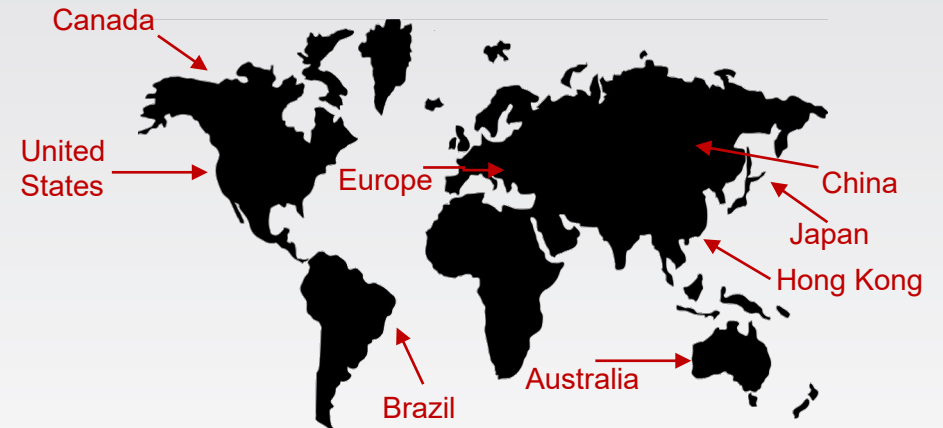 Canada
United
States
Europe
China
Japan
Hong Kong
Australia
Brazil